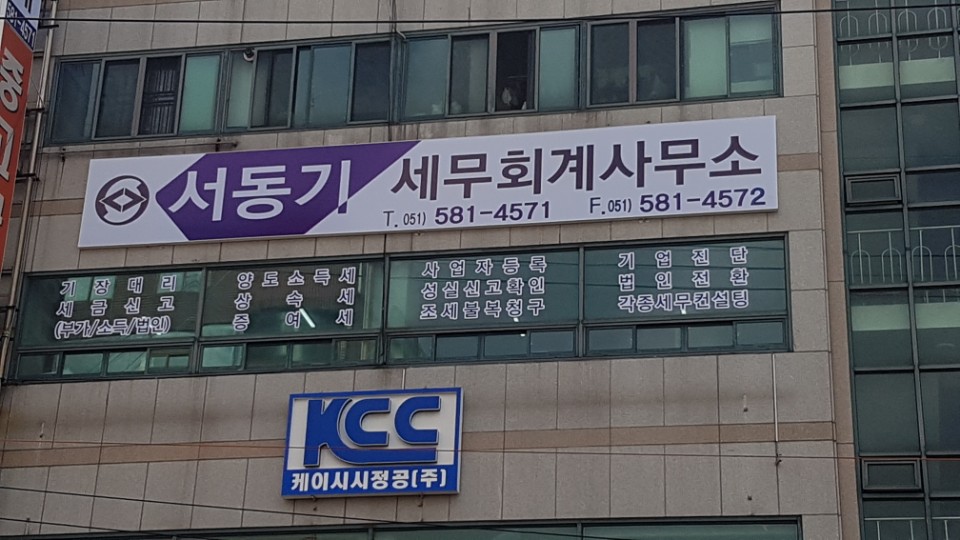 581-4571
서동기 세무회계사무소
T. 051) 581-4571 F. 051) 581-4572
기장대리
세금신고
(부가/소득/법인)
양도소득세
상속세
증여세
사업자등록
성실신고확인
조세불복청구
기업진단
법인전환
각종세무컨설팅
KCC
케이시시정공(주)